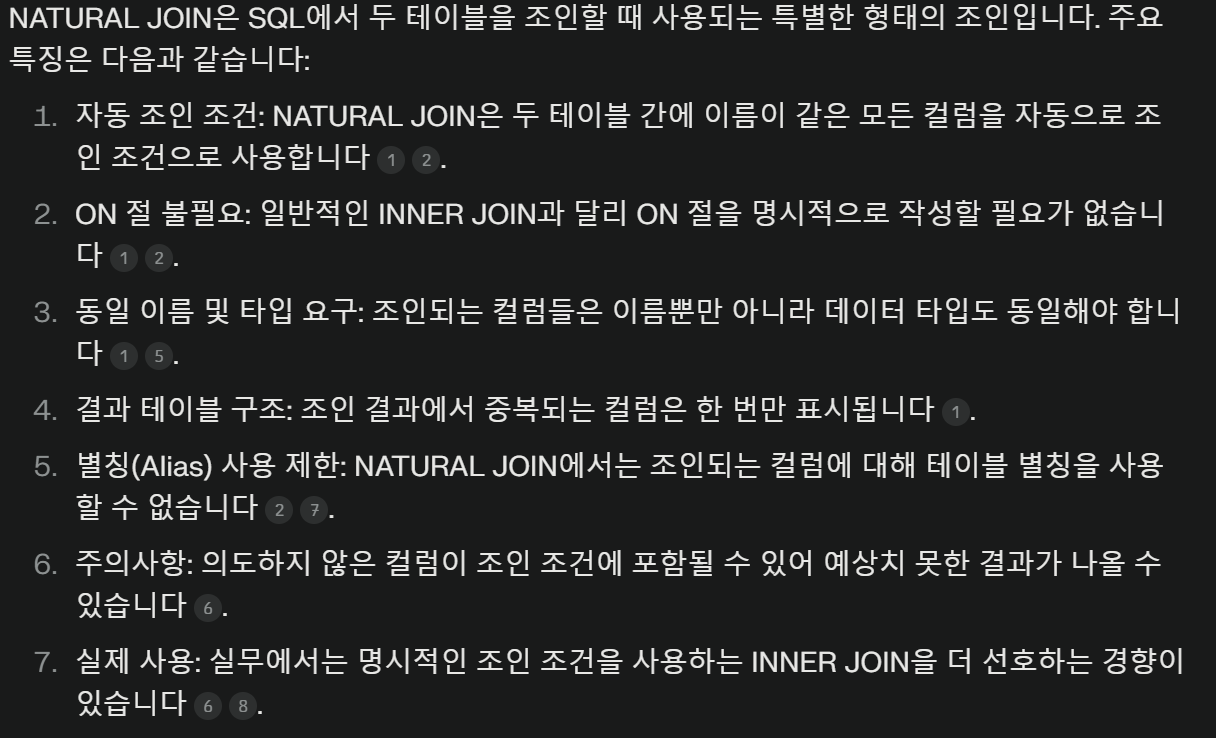 NATURAL JOIN은 SQL에서 두 테이블을 조인할 때 사용되는 특별한 형태의 조인입니다. 주요
특징은 다음과 같습니다:
1. 자동 조인 조건: NATURAL JOIN은 두 테이블 간에 이름이 같은 모든 컬럼을 자동으로 조
인 조건으로 사용합니다 1 2.
2. ON 절 불필요: 일반적인 INNER JOIN과 달리 ON 절을 명시적으로 작성할 필요가 없습니
다 1 2.
3. 동일 이름 및 타입 요구: 조인되는 컬럼들은 이름뿐만 아니라 데이터 타입도 동일해야 합니
다 1 5.
4. 결과 테이블 구조: 조인 결과에서 중복되는 컬럼은 한 번만 표시됩니다 1.
5. 별칭(Alias) 사용 제한: NATURAL JOIN에서는 조인되는 컬럼에 대해 테이블 별칭을 사용
할 수 없습니다 2 7.
6. 주의사항: 의도하지 않은 컬럼이 조인 조건에 포함될 수 있어 예상치 못한 결과가 나올 수
있습니다 6.
7. 실제 사용: 실무에서는 명시적인 조인 조건을 사용하는 INNER JOIN을 더 선호하는 경향이
있습니다 6 8.